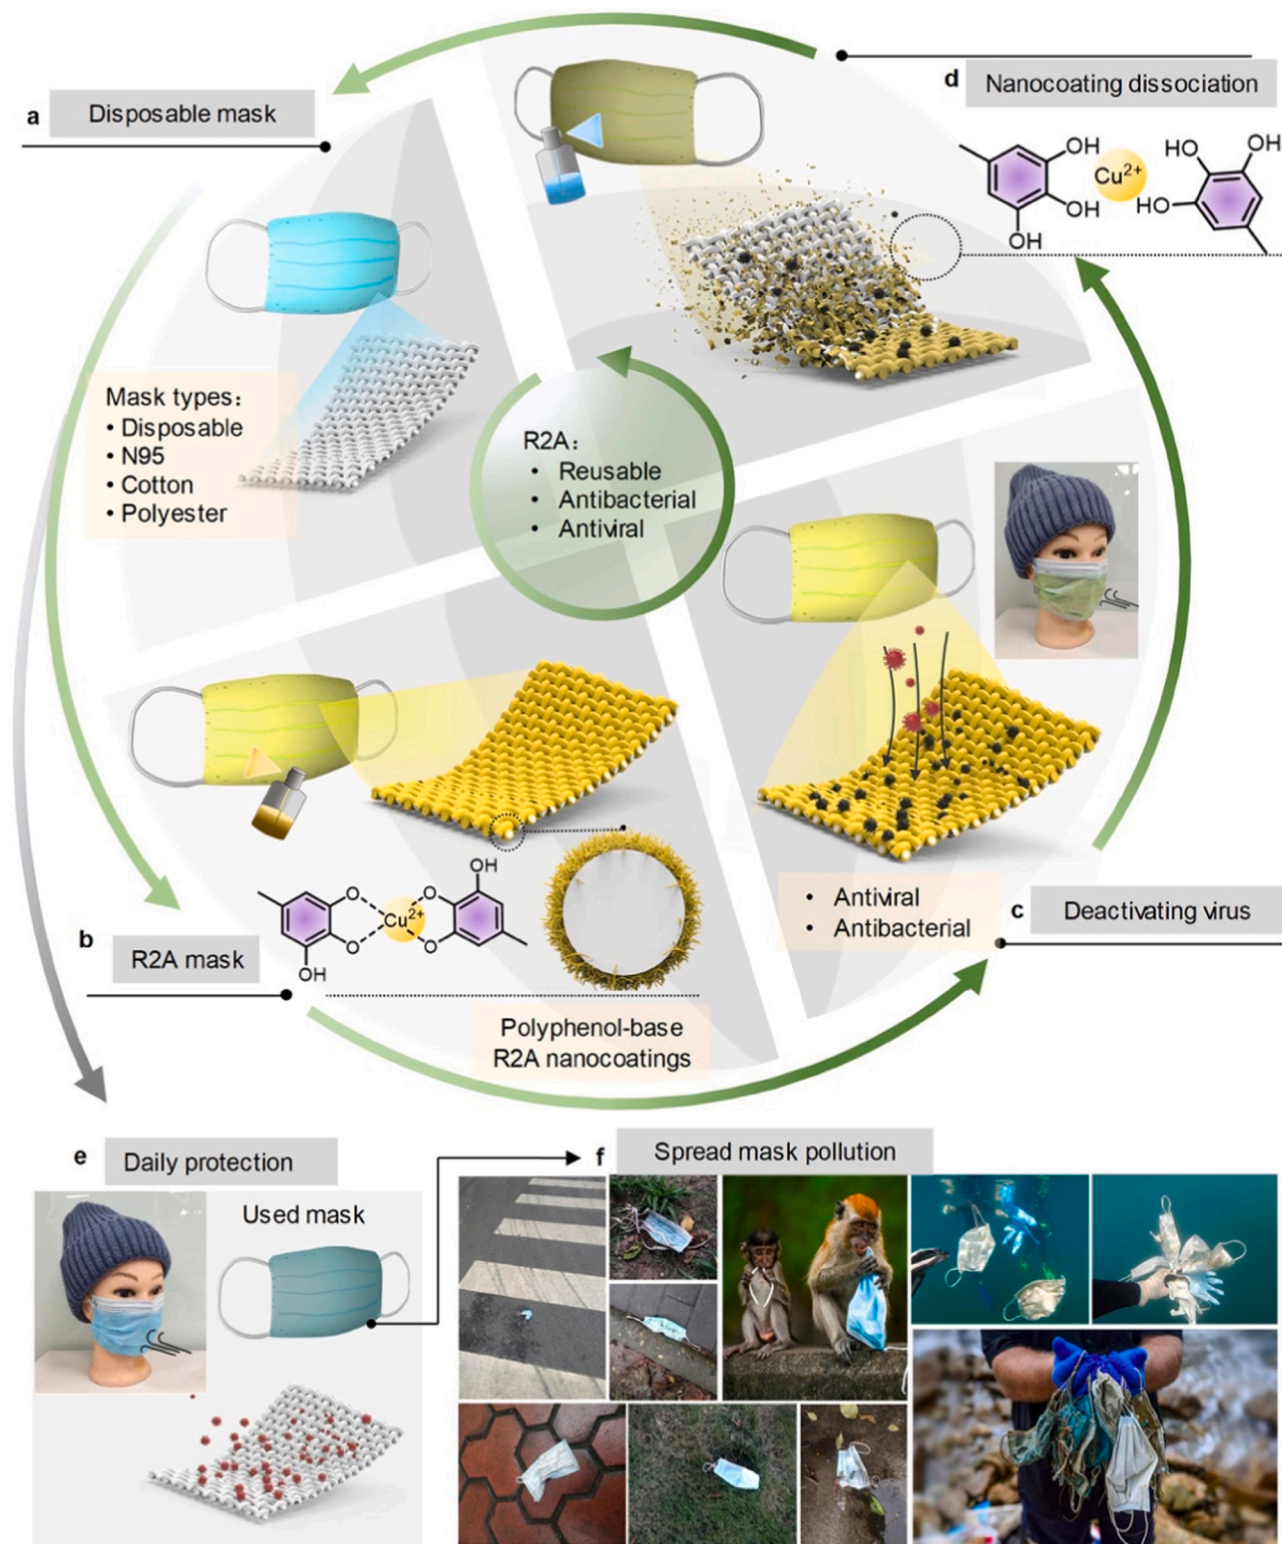 a
Disposable mask
d
Nanocoating dissociation
OH
Cu2+
OH
OH
HO
OH
HO
Mask types:
• Disposable
• N95
• Cotton
• Polyester
R2A:
• Reusable
• Antibacterial
• Antiviral
b
R2A mask
OH
O
O
Cu2+
O
O
OH
Polyphenol-base
R2A nanocoatings
• Antiviral
• Antibacterial
c
Deactivating virus
e
Daily protection
Used mask
f
Spread mask pollution